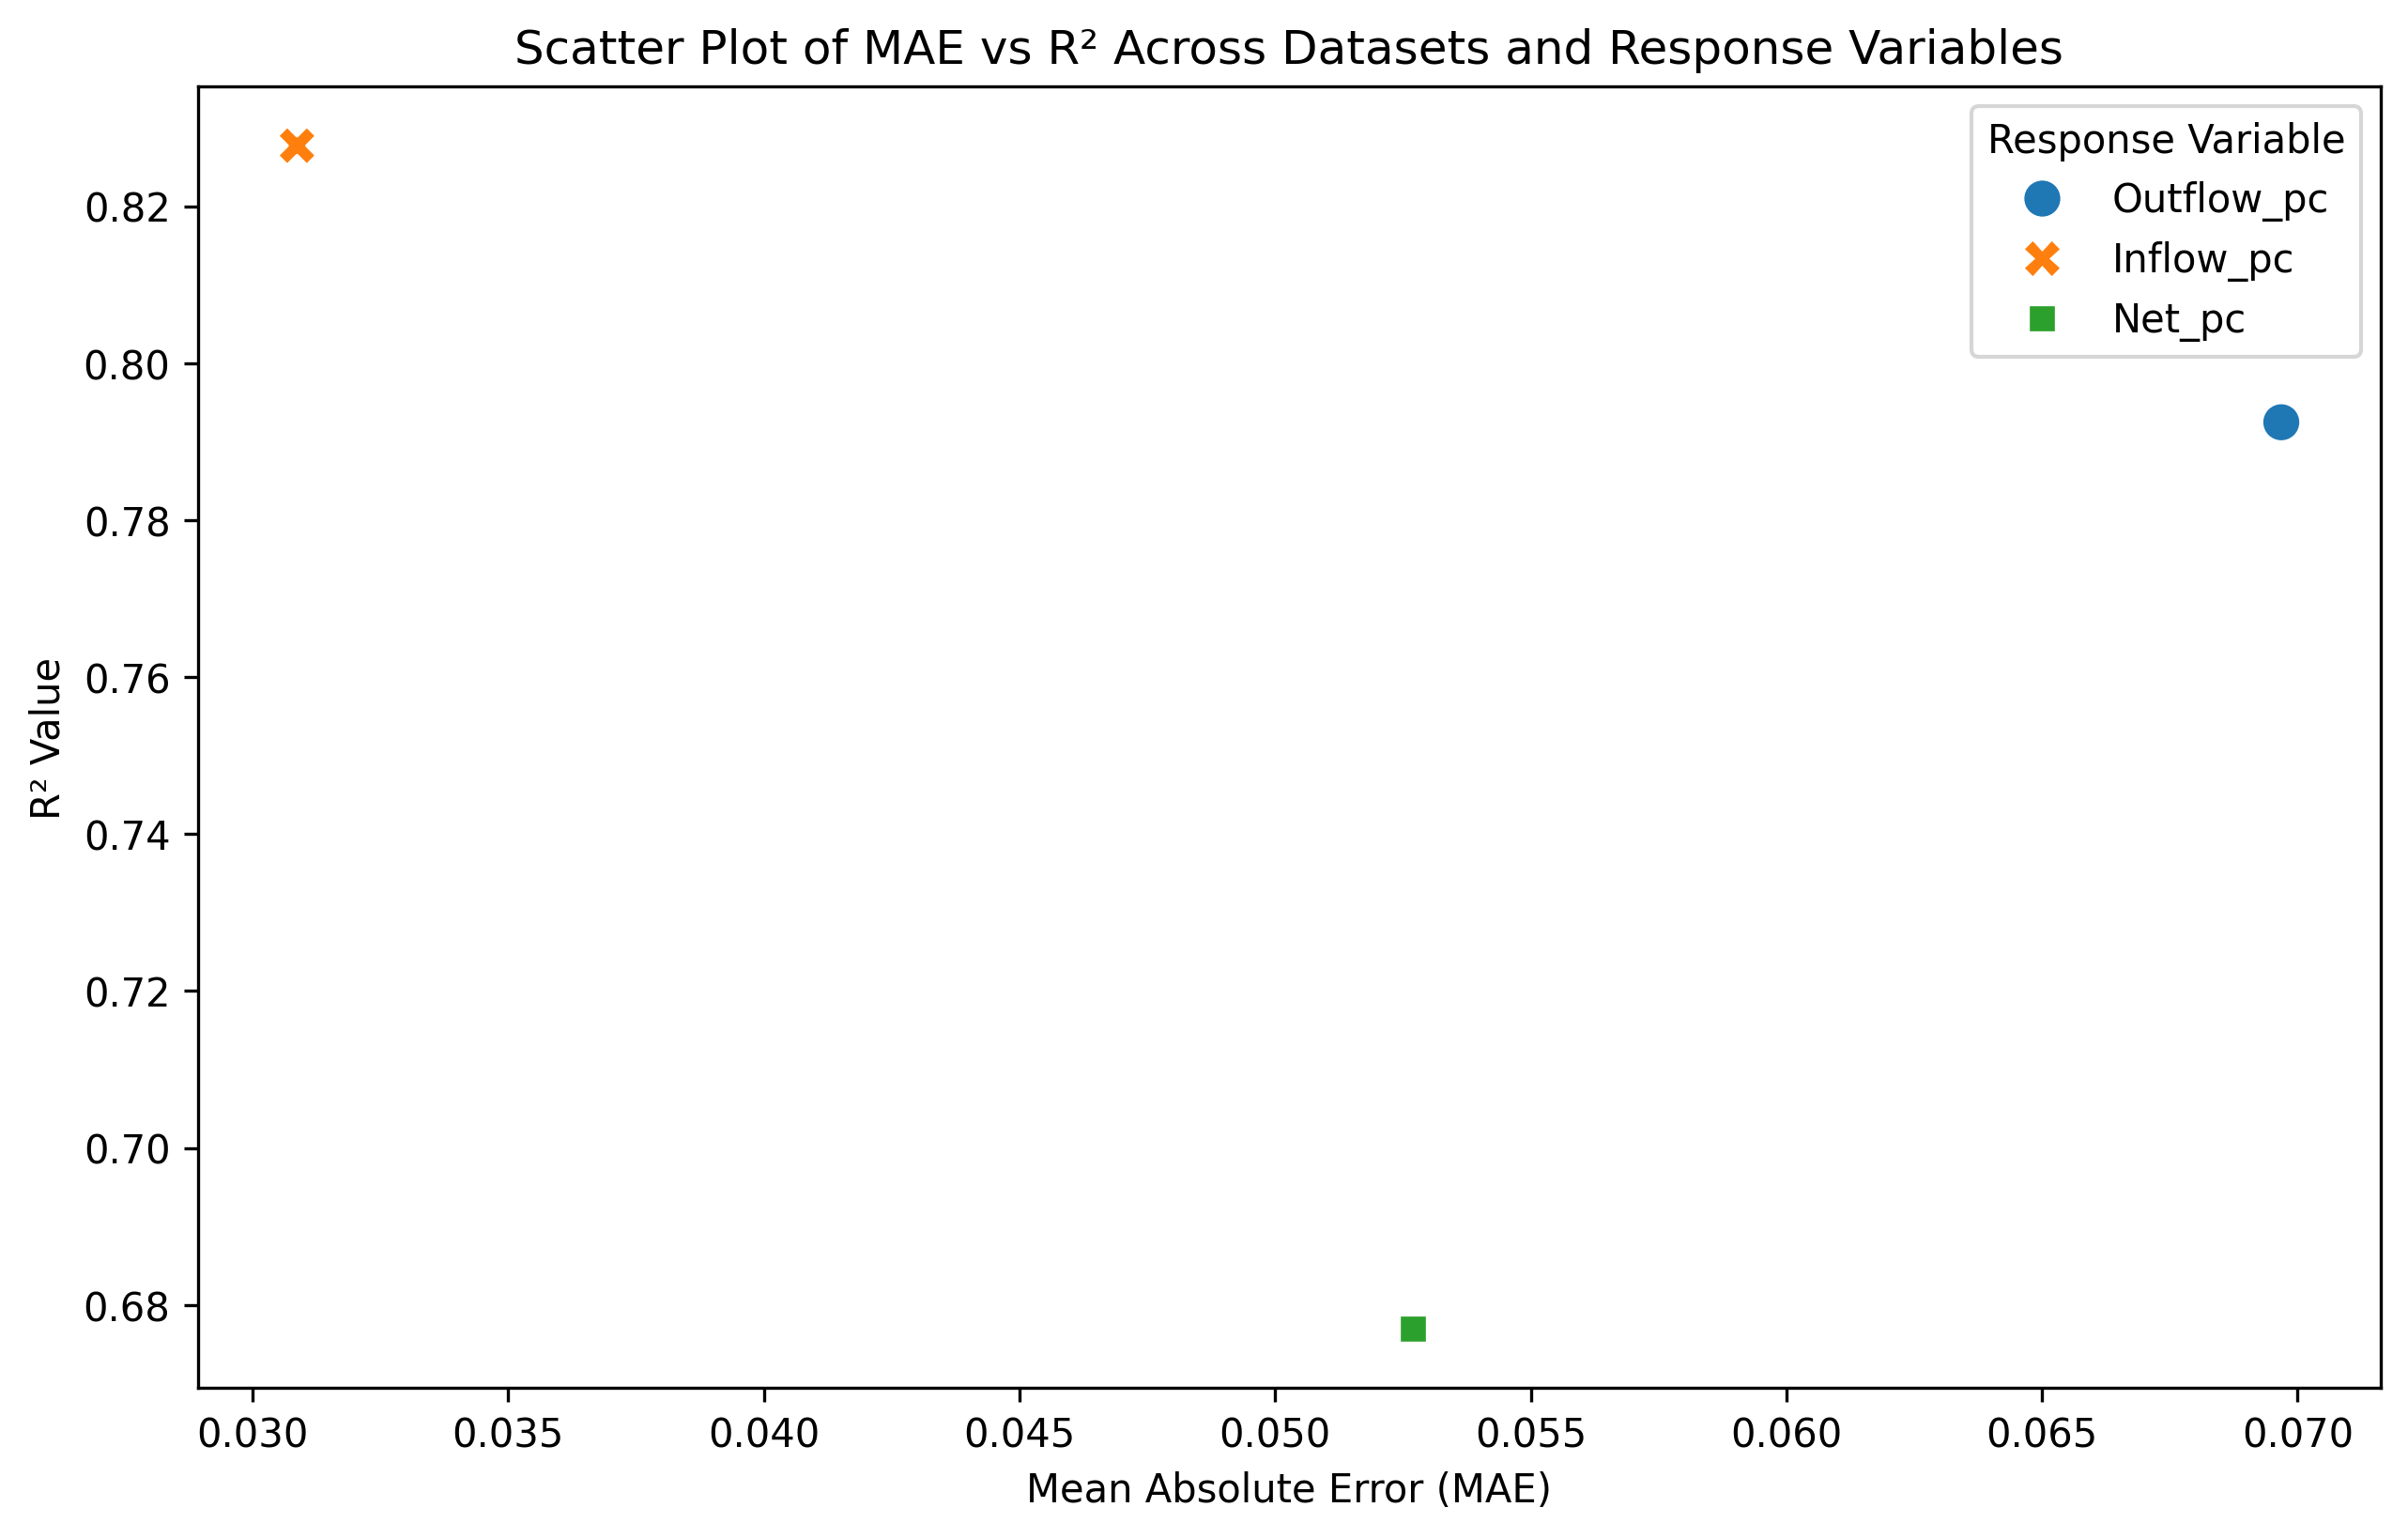 Scatter Plot of MAE vs R² Across Datasets and Response Variables
Response Variable
Outflow_pc
Inflow_pc
Net_pc
R² Value
0.82
0.80
0.78
0.76
0.74
0.72
0.70
0.68
0.030 0.035 0.040 0.045 0.050 0.055 0.060 0.065 0.070
Mean Absolute Error (MAE)